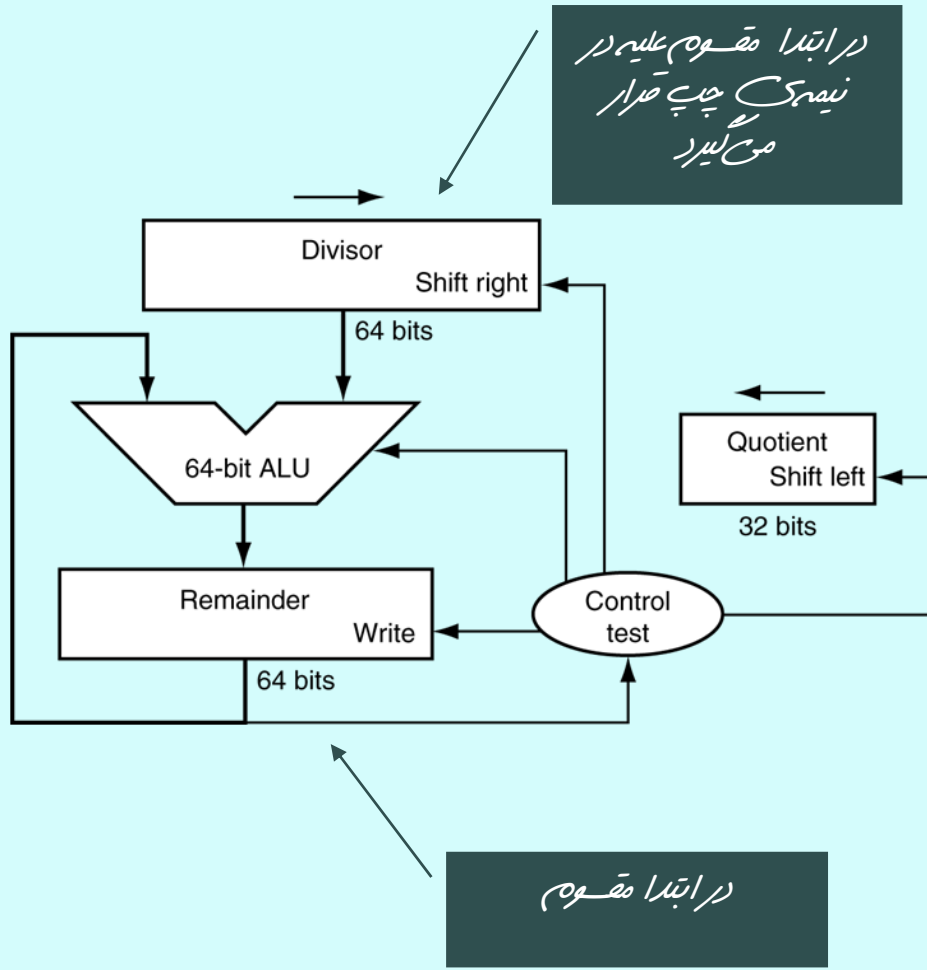 در ابتدا مقسوم علیه در
نیمه‌ی چپ قرار
می‌گیرد
Divisor
Shift right
64 bits
64-bit ALU
Quotient
Shift left
32 bits
Remainder
Write
64 bits
Control
test
در ابتدا مقسوم